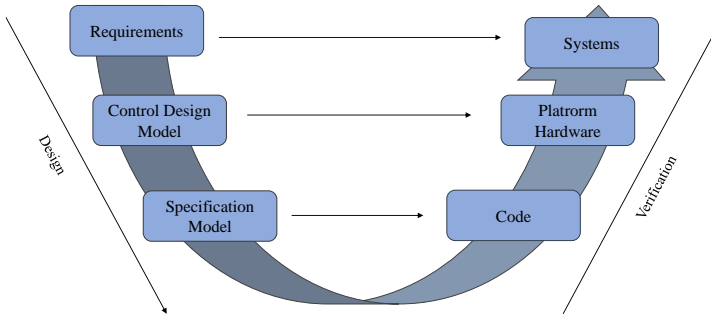 Requirements
Systems
Control Design
Model
Platrorm
Hardware
Design
Verification
Specification
Model
Code